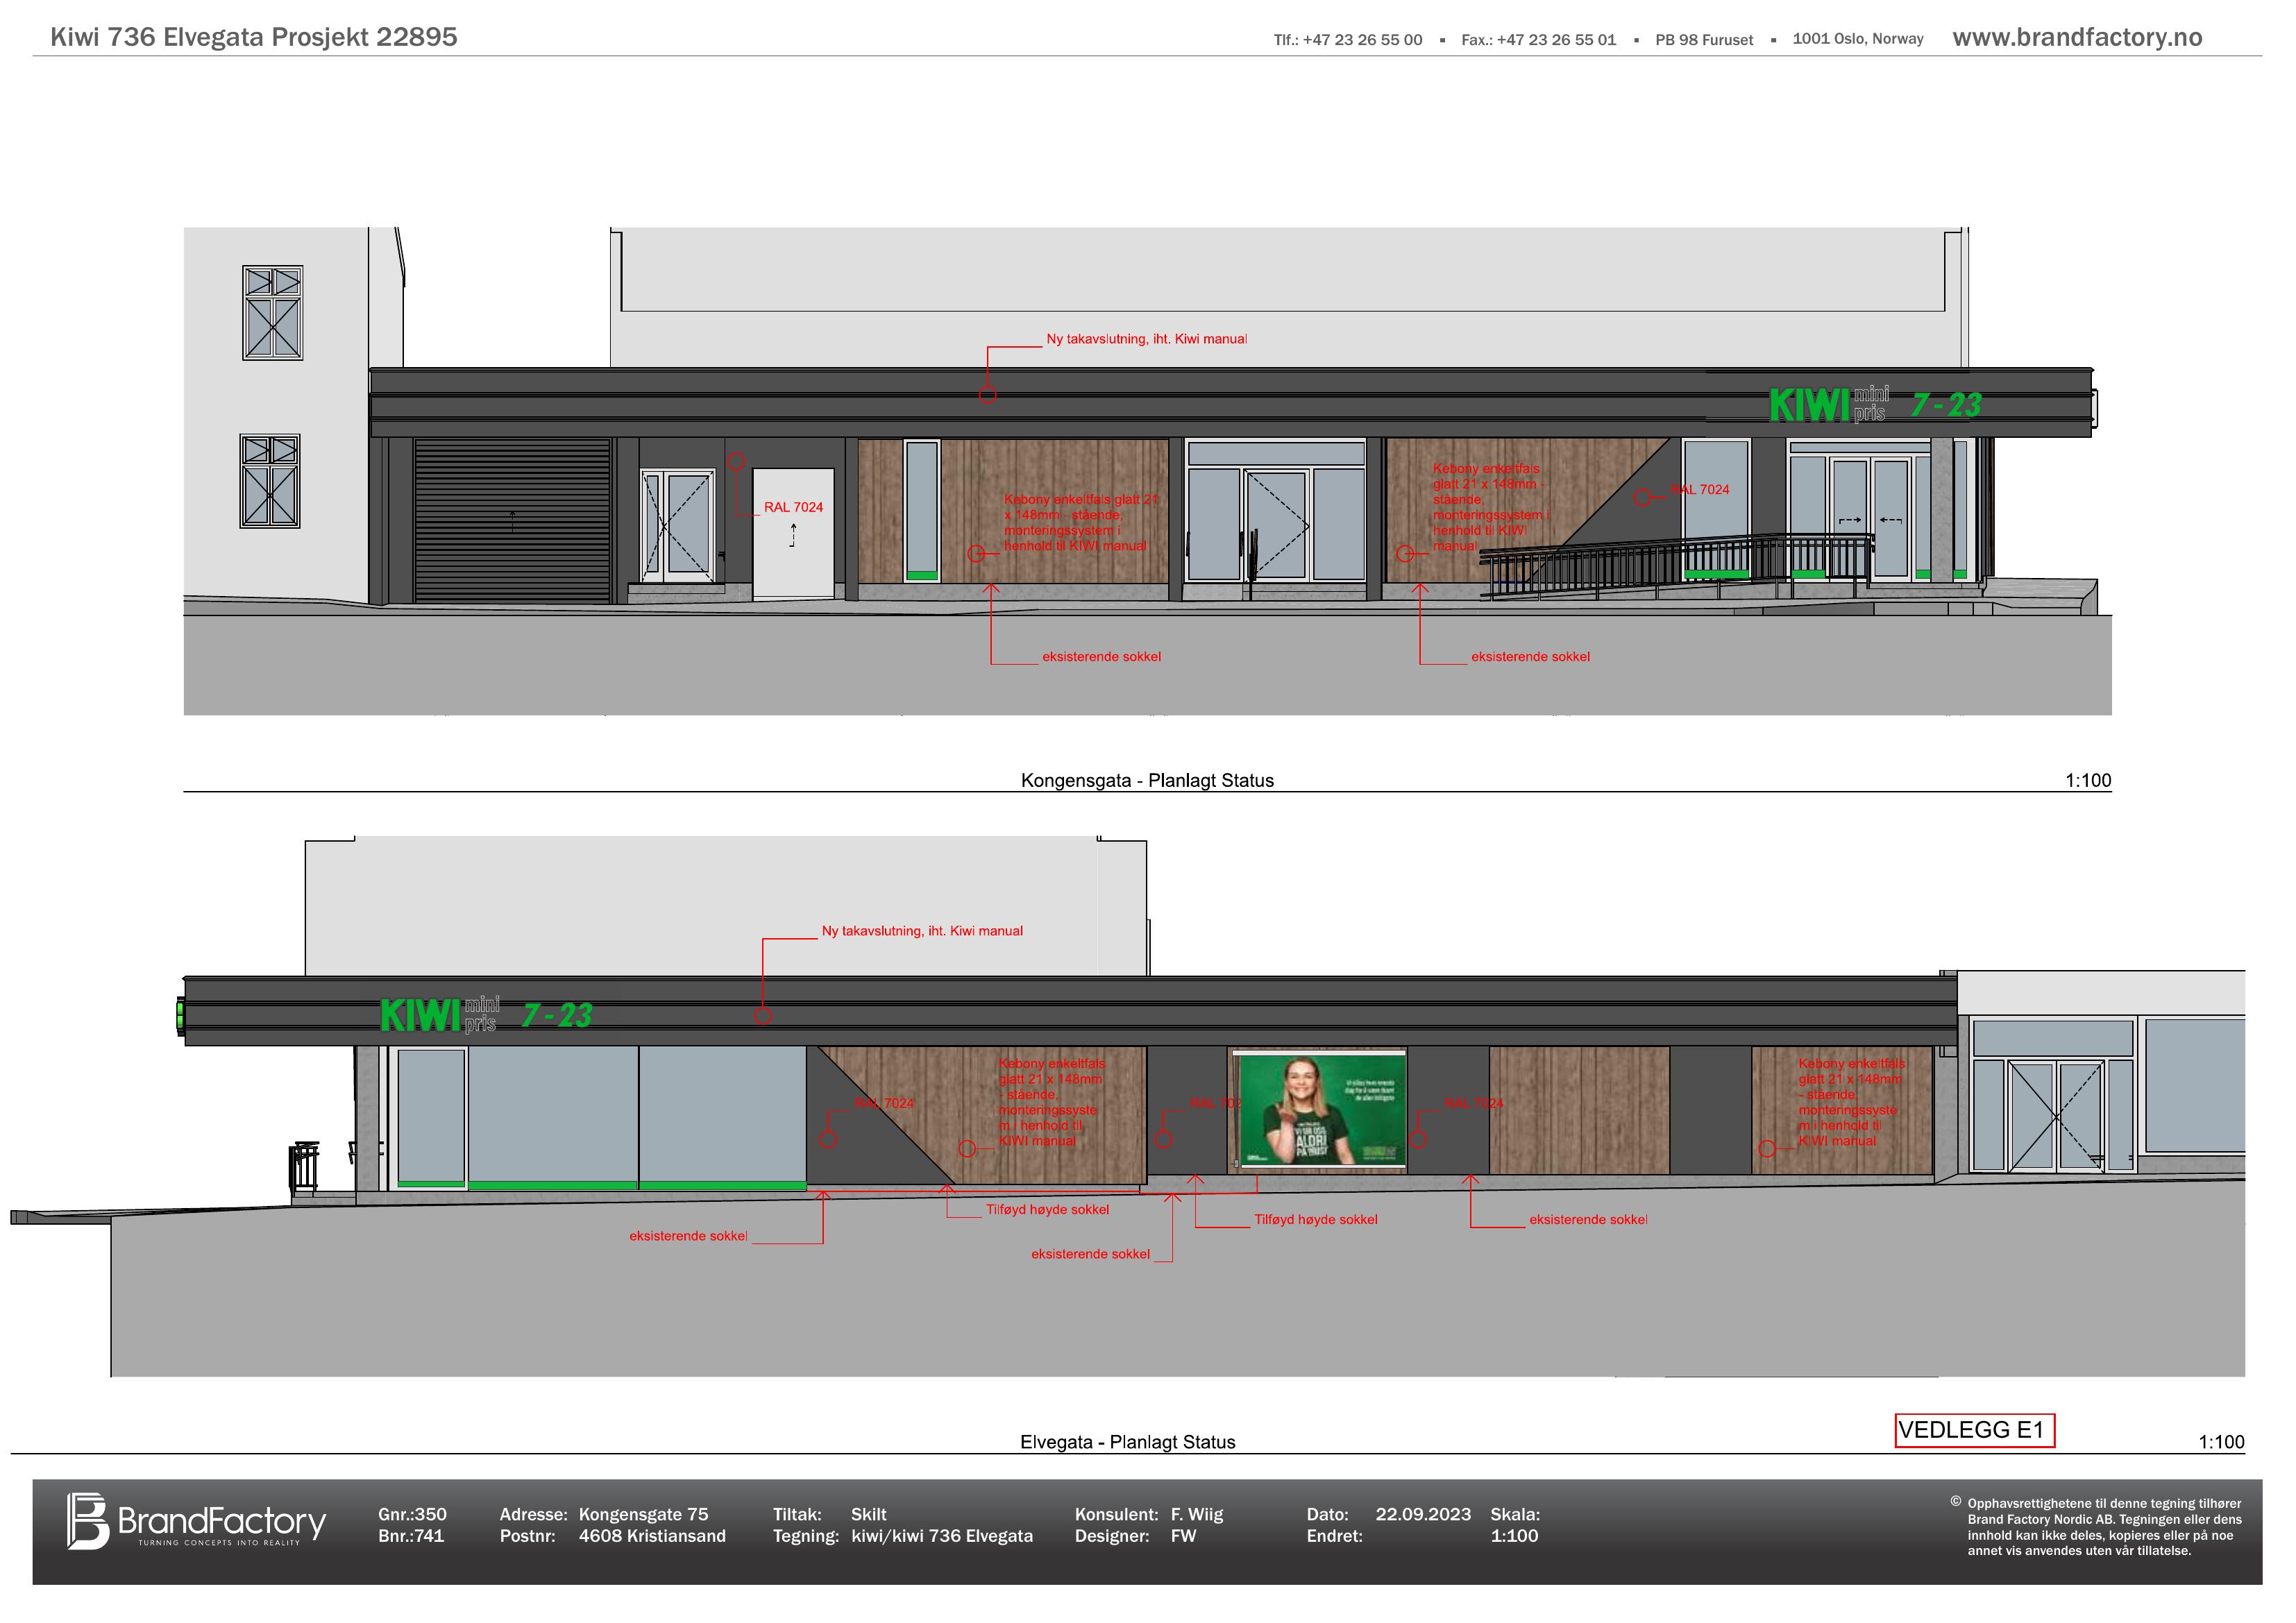 Kiwi 736 Elvegata Prosjekt 22895
Tlf.: +47 23 26 55 00 ▪ Fax.: +47 23 26 55 01 ▪ PB 98 Furuset ▪ 1001 Oslo, Norway www.brandfactory.no
Ny takavslutning, iht. Kiwi manual
KIWI mini pris 7-23
RAL 7024
Kebony enkeltfals glatt 21
x 148mm - stående,
monteringssystem i
henhold til KIWI manual
Kebony enkeltfals
glatt 21 x 148mm -
stående,
monteringssystem i
henhold til KIWI
manual
RAL 7024
eksisterende sokkel
eksisterende sokkel
Kongensgata - Planlagt Status
1:100
Ny takavslutning, iht. Kiwi manual
KIWI mini pris 7-23
RAL 7024
Kebony enkeltfals
glatt 21 x 148mm
- stående,
monteringssyste
m i henhold til
KIWI manual
RAL 702
ALDRI
RAL 7024
Kebony enkeltfals
glatt 21 x 148mm
- stående,
monteringssyste
m i henhold til
KIWI manual
eksisterende sokkel
Tilføyd høyde sokkel
eksisterende sokkel
Tilføyd høyde sokkel
eksisterende sokkel
VEDLEGG E1
Elvegata - Planlagt Status
1:100
BrandFactory
TURNING CONCEPTS INTO REALITY
Gnr.:350
Bnr.:741
Adresse: Kongensgate 75
Postnr: 4608 Kristiansand
Tiltak: Skilt
Tegning: kiwi/kiwi 736 Elvegata
Konsulent: F. Wiig
Designer: FW
Dato: 22.09.2023
Endret:
Skala:
1:100
© Opphavsrettighetene til denne tegning tilhører
Brand Factory Nordic AB. Tegningen eller dens
innhold kan ikke deles, kopieres eller på noe
annet vis anvendes uten vår tillatelse.